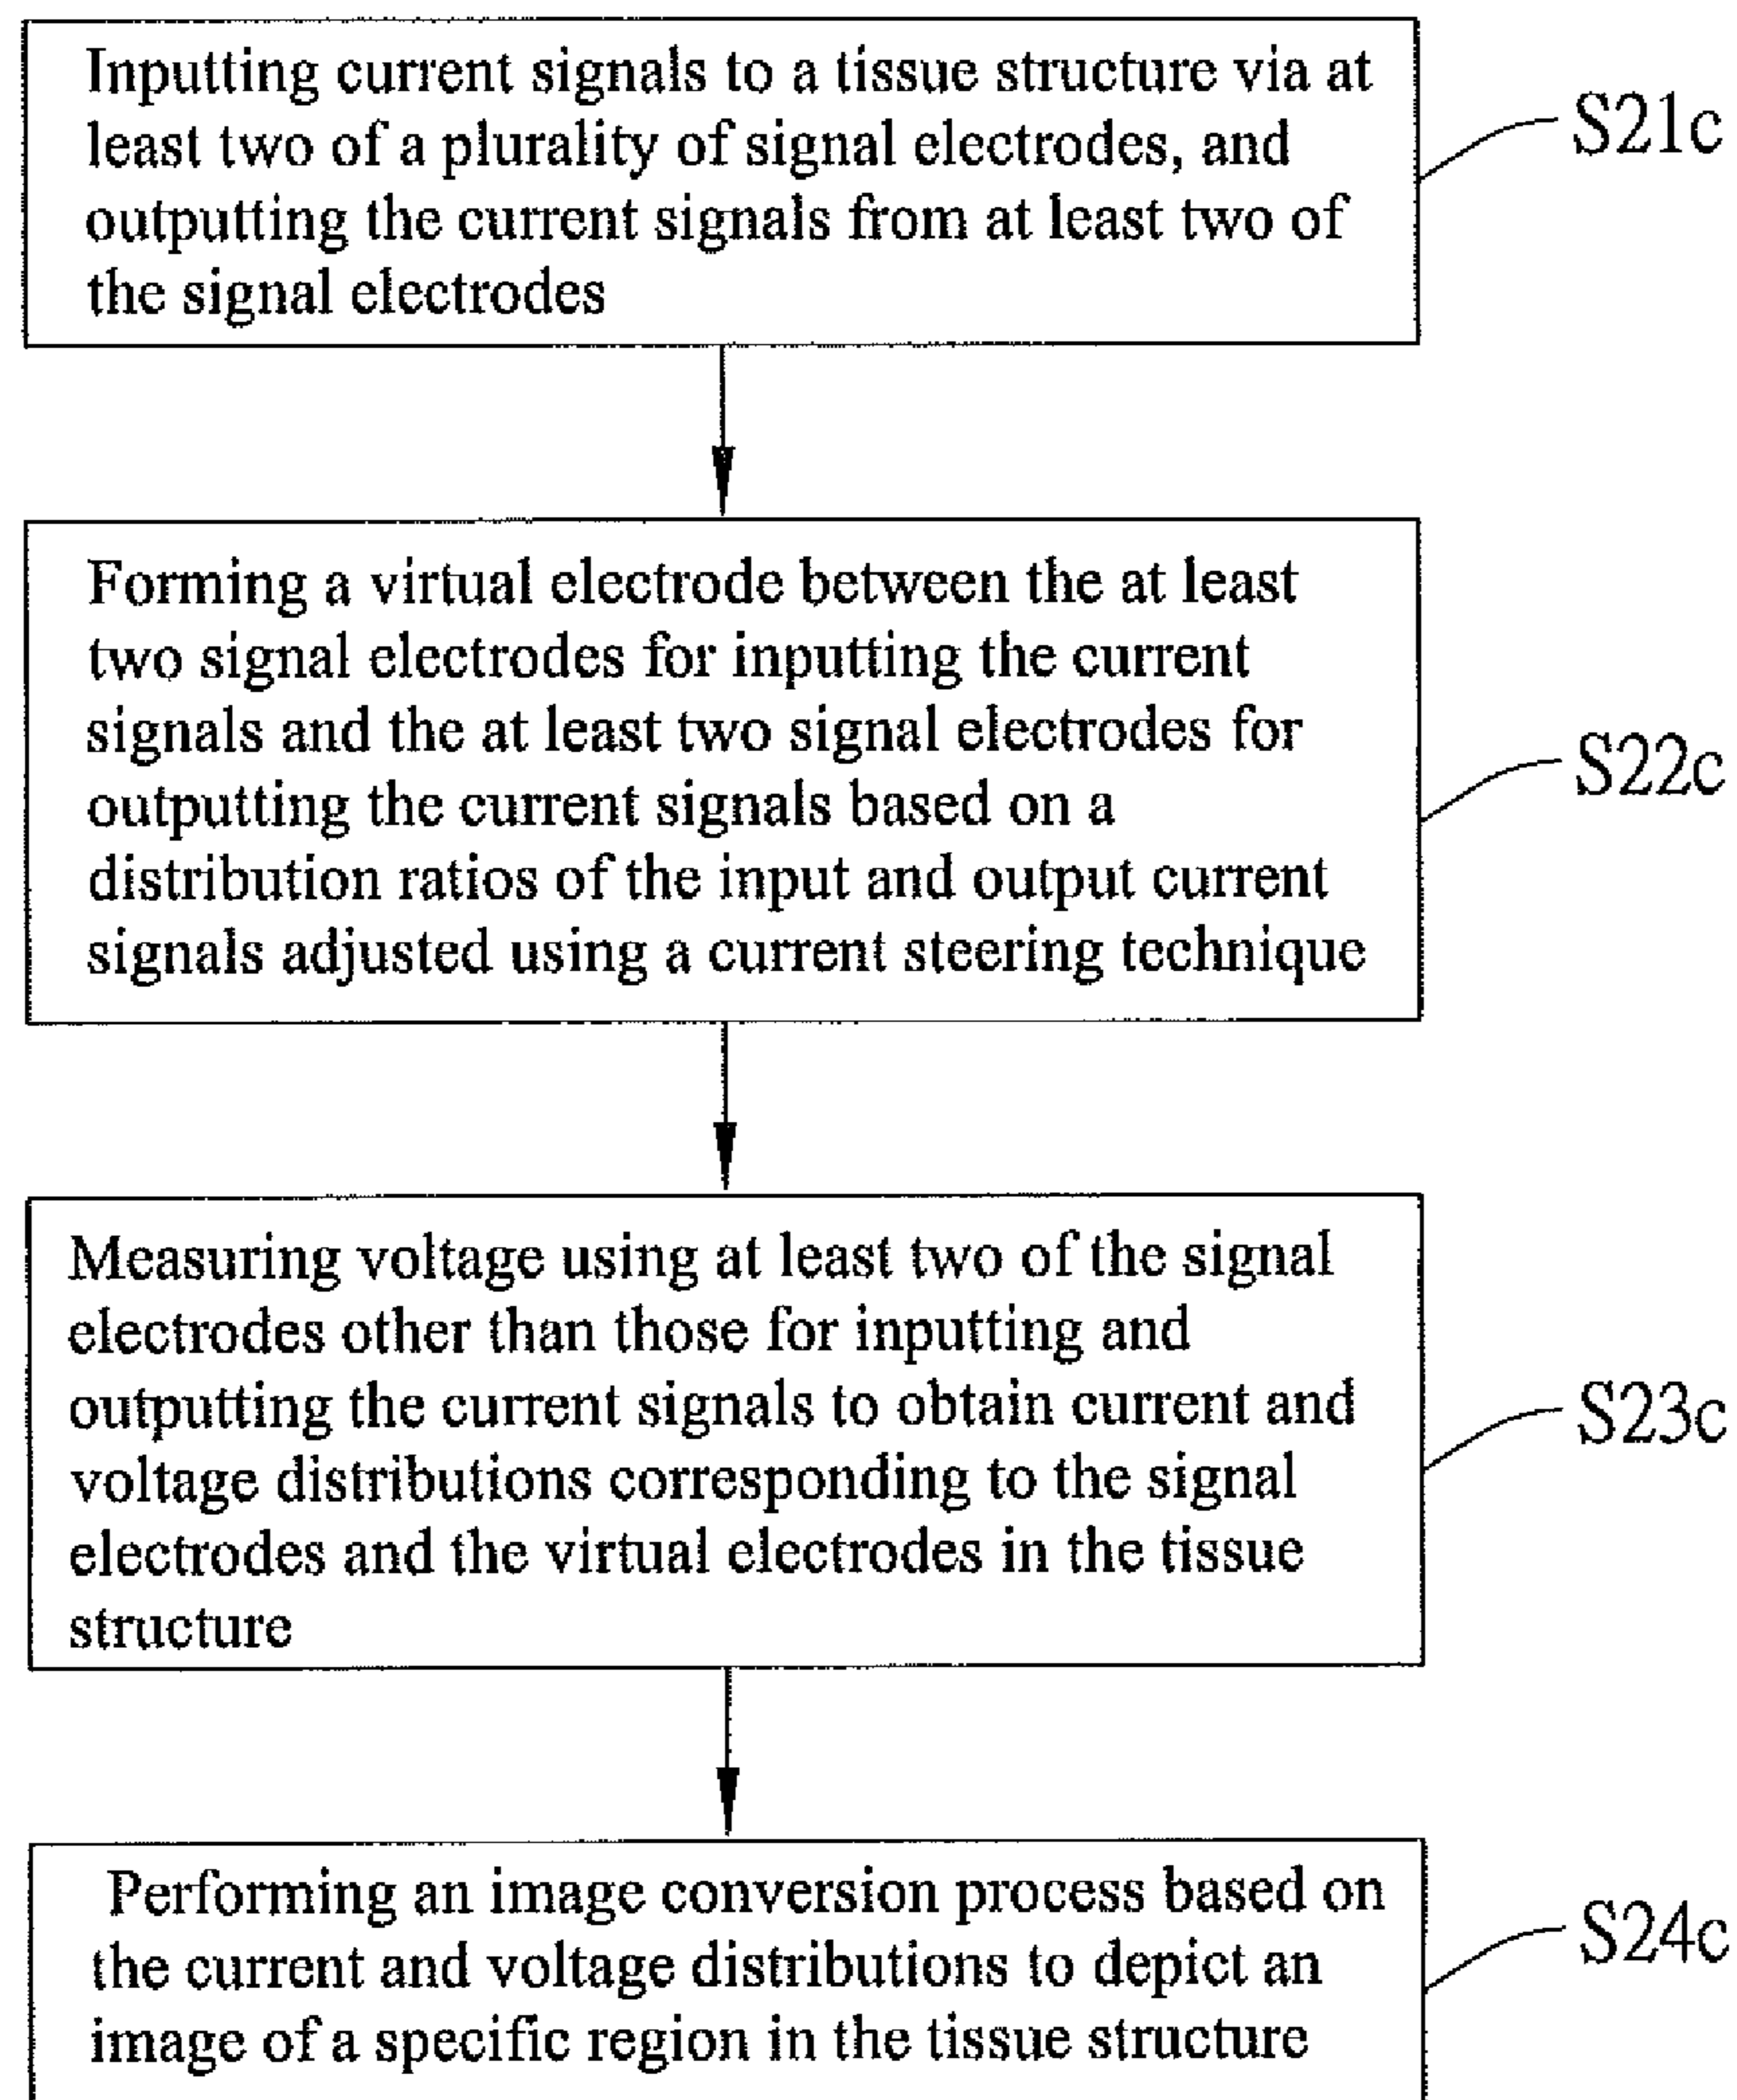 Inputting current signals to a tissue structure via at
least two of a plurality of signal electrodes, and
outputting the current signals from at least two of
the signal electrodes
S21c
Forming a virtual electrode between the at least
two signal electrodes for inputting the current
signals and the at least two signal electrodes for
outputting the current signals based on a
distribution ratios of the input and output current
signals adjusted using a current steering technique
S22c
Measuring voltage using at least two of the signal
electrodes other than those for inputting and
outputting the current signals to obtain current and
voltage distributions corresponding to the signal
electrodes and the virtual electrodes in the tissue
structure
S23c
Performing an image conversion process based on
the current and voltage distributions to depict an
image of a specific region in the tissue structure
S24c